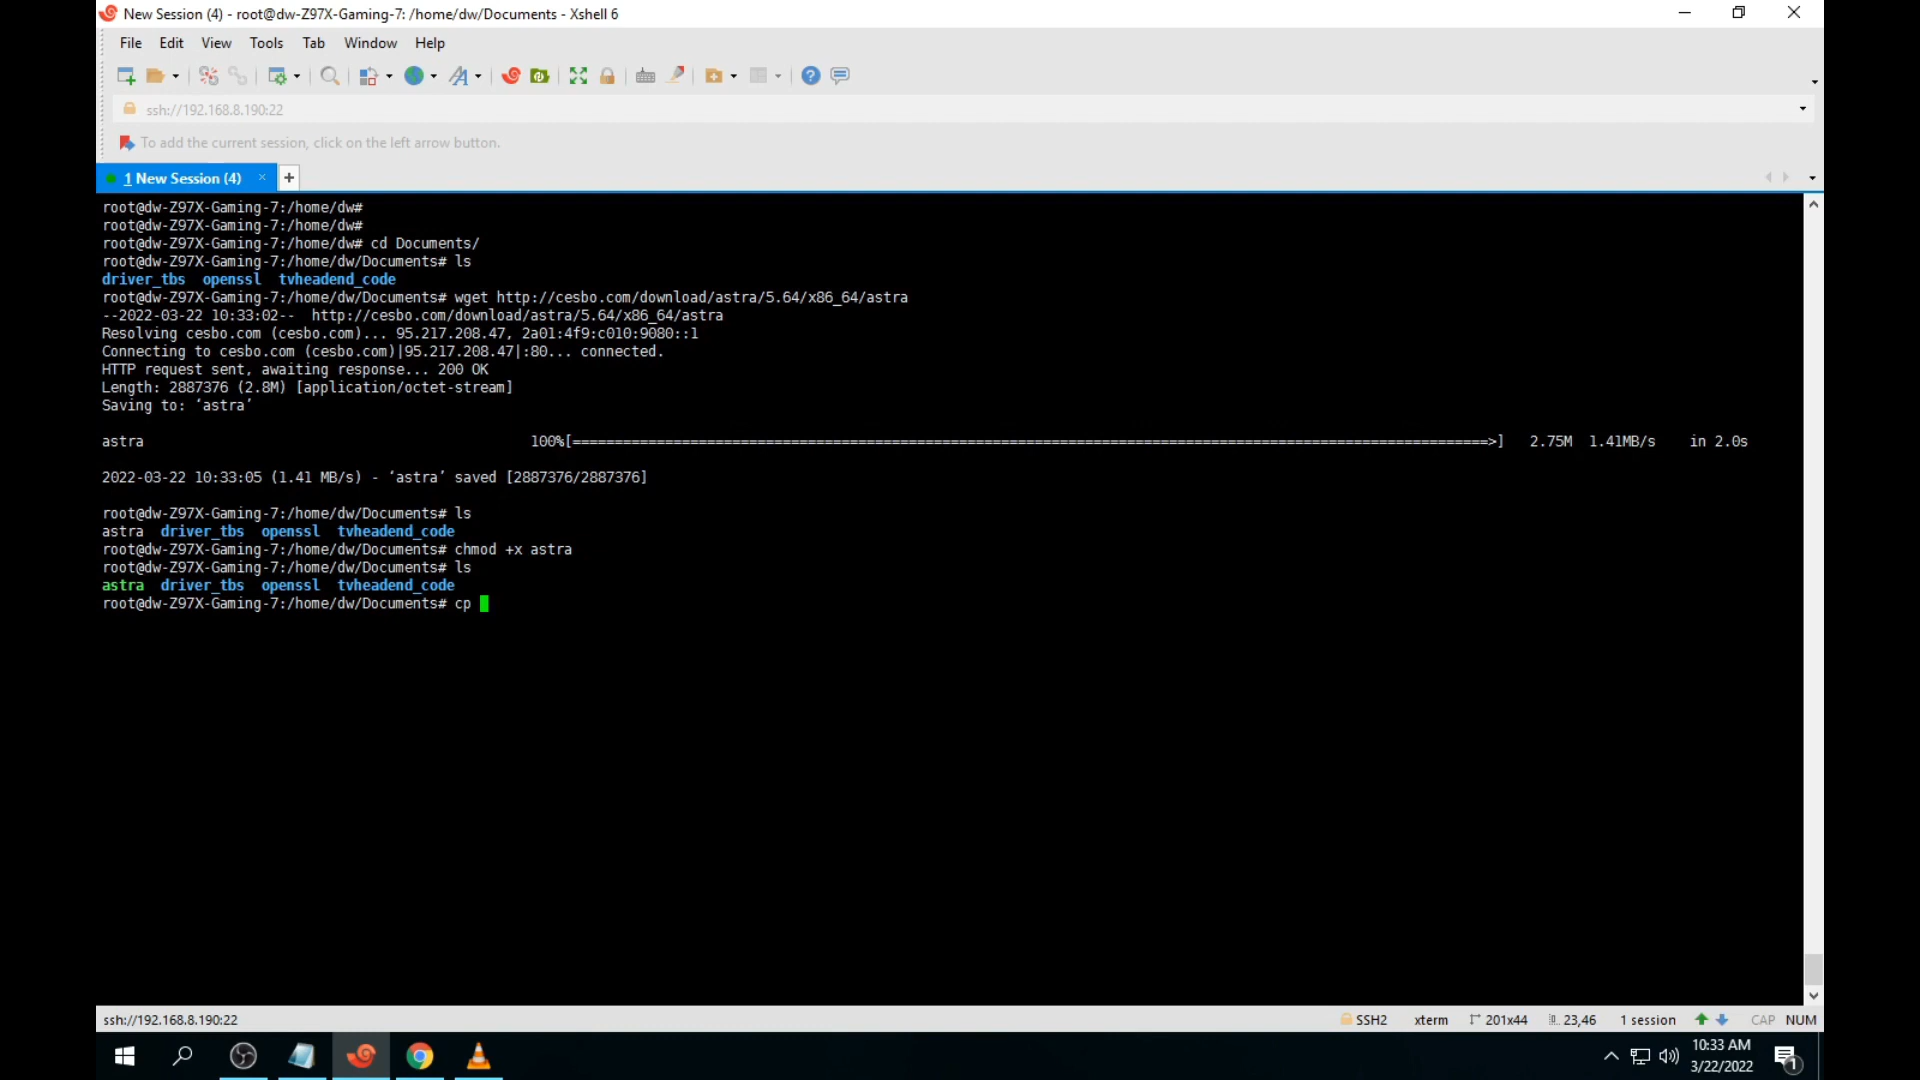 New Session (4) - root@dw-Z97X-Gaming-7: /home/dw/Documents - Xshell 6
File Edit View Tools Tab Window Help
ssh://192.168.8.190:22
To add the current session, click on the left arrow button.
1 New Session (4) × +
root@dw-Z97X-Gaming-7:/home/dw#
root@dw-Z97X-Gaming-7:/home/dw#
root@dw-Z97X-Gaming-7:/home/dw# cd Documents/
root@dw-Z97X-Gaming-7:/home/dw/Documents# ls
driver_tbs openssl tvheadend_code
root@dw-Z97X-Gaming-7:/home/dw/Documents# wget http://cesbo.com/download/astra/5.64/x86_64/astra
--2022-03-22 10:33:02-- http://cesbo.com/download/astra/5.64/x86_64/astra
Resolving cesbo.com (cesbo.com)... 95.217.208.47, 2a01:4f9:c010:9080::1
Connecting to cesbo.com (cesbo.com)|95.217.208.47|:80... connected.
HTTP request sent, awaiting response... 200 OK
Length: 2887376 (2.8M) [application/octet-stream]
Saving to: ‘astra’
astra 100%[=============================================================================================================>] 2.75M 1.41MB/s in 2.0s
2022-03-22 10:33:05 (1.41 MB/s) - ‘astra’ saved [2887376/2887376]
root@dw-Z97X-Gaming-7:/home/dw/Documents# ls
astra driver_tbs openssl tvheadend_code
root@dw-Z97X-Gaming-7:/home/dw/Documents# chmod +x astra
root@dw-Z97X-Gaming-7:/home/dw/Documents# ls
astra driver_tbs openssl tvheadend_code
root@dw-Z97X-Gaming-7:/home/dw/Documents# cp
ssh://192.168.8.190:22 SSH2 xterm 201x44 23,46 1 session CAP NUM
10:33 AM
3/22/2022
1